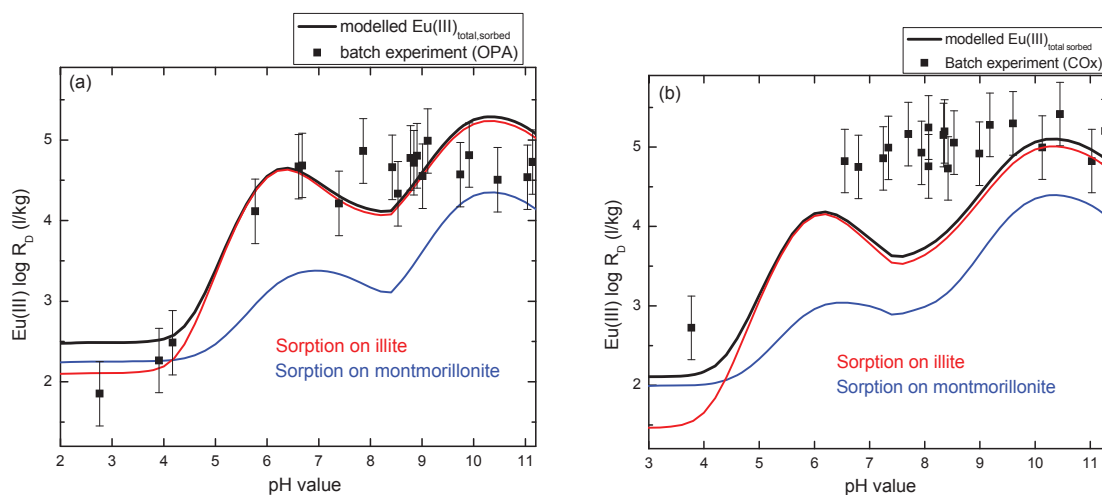 modelled Eu(III)total,sorbed
batch experiment (OPA)
(a)
5
4
3
2
Eu(III) log RD (l/kg)
Sorption on illite
Sorption on montmorillonite
2 3 4 5 6 7 8 9 10 11
pH value
modelled Eu(III)total sorbed
Batch experiment (COx)
(b)
5
4
3
2
Eu(III) log RD (l/kg)
Sorption on illite
Sorption on montmorillonite
3 4 5 6 7 8 9 10 11
pH value